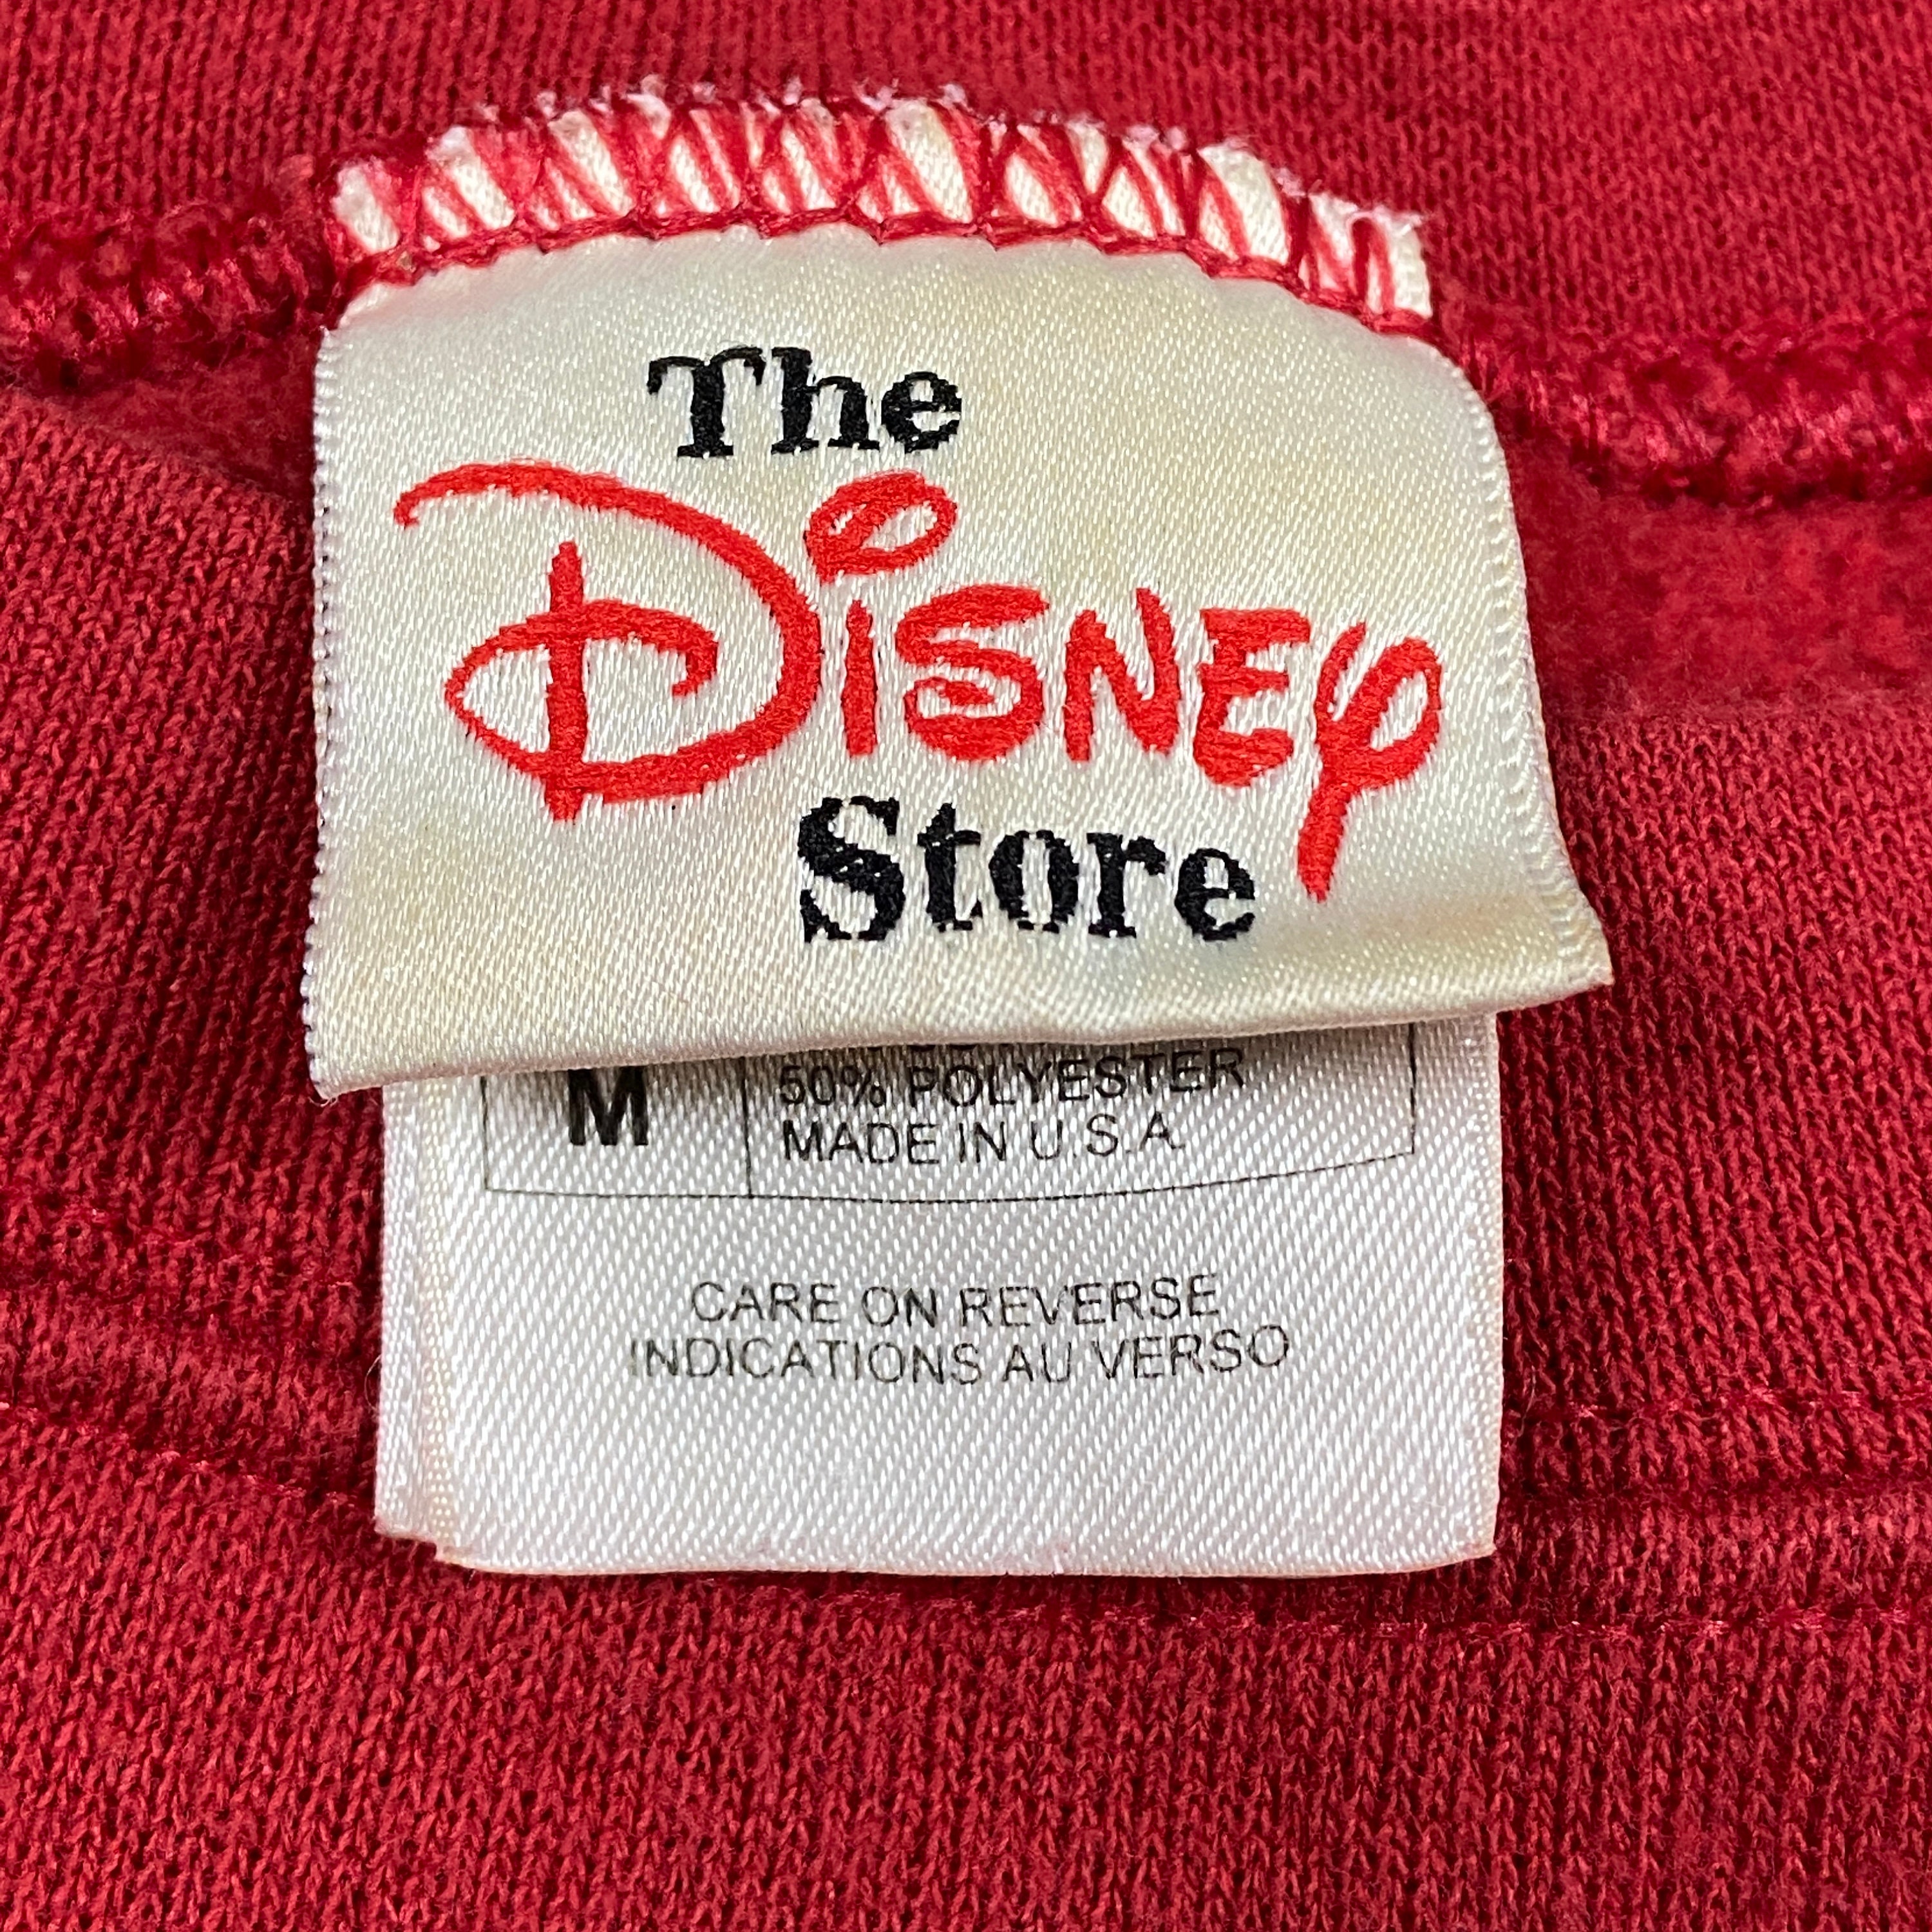 The
Disney
Store
M
50% POLYESTER
MADE IN U.S.A.
CARE ON REVERSE
INDICATIONS AU VERSO